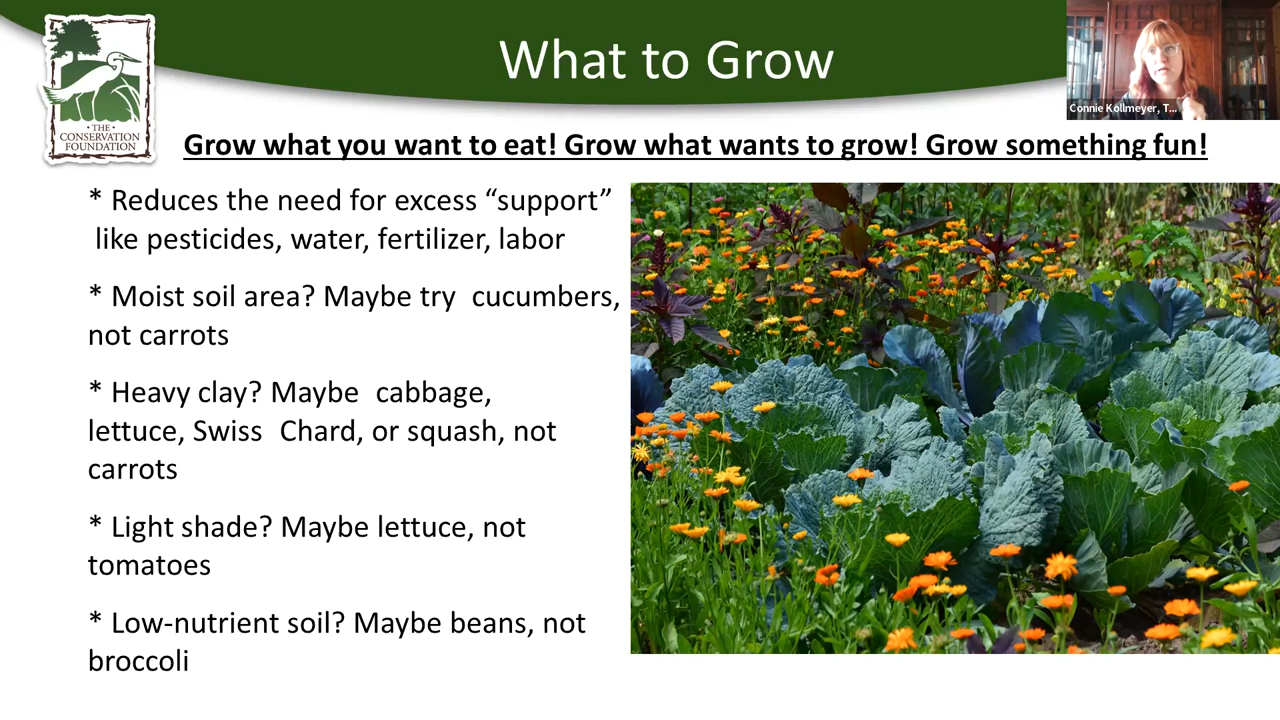 What to Grow
Connie Kollmeyer, T...
• THE •
CONSERVATION
FOUNDATION
Grow what you want to eat! Grow what wants to grow! Grow something fun!
* Reduces the need for excess “support”
like pesticides, water, fertilizer, labor
* Moist soil area? Maybe try cucumbers,
not carrots
* Heavy clay? Maybe cabbage,
lettuce, Swiss Chard, or squash, not
carrots
* Light shade? Maybe lettuce, not
tomatoes
* Low-nutrient soil? Maybe beans, not
broccoli